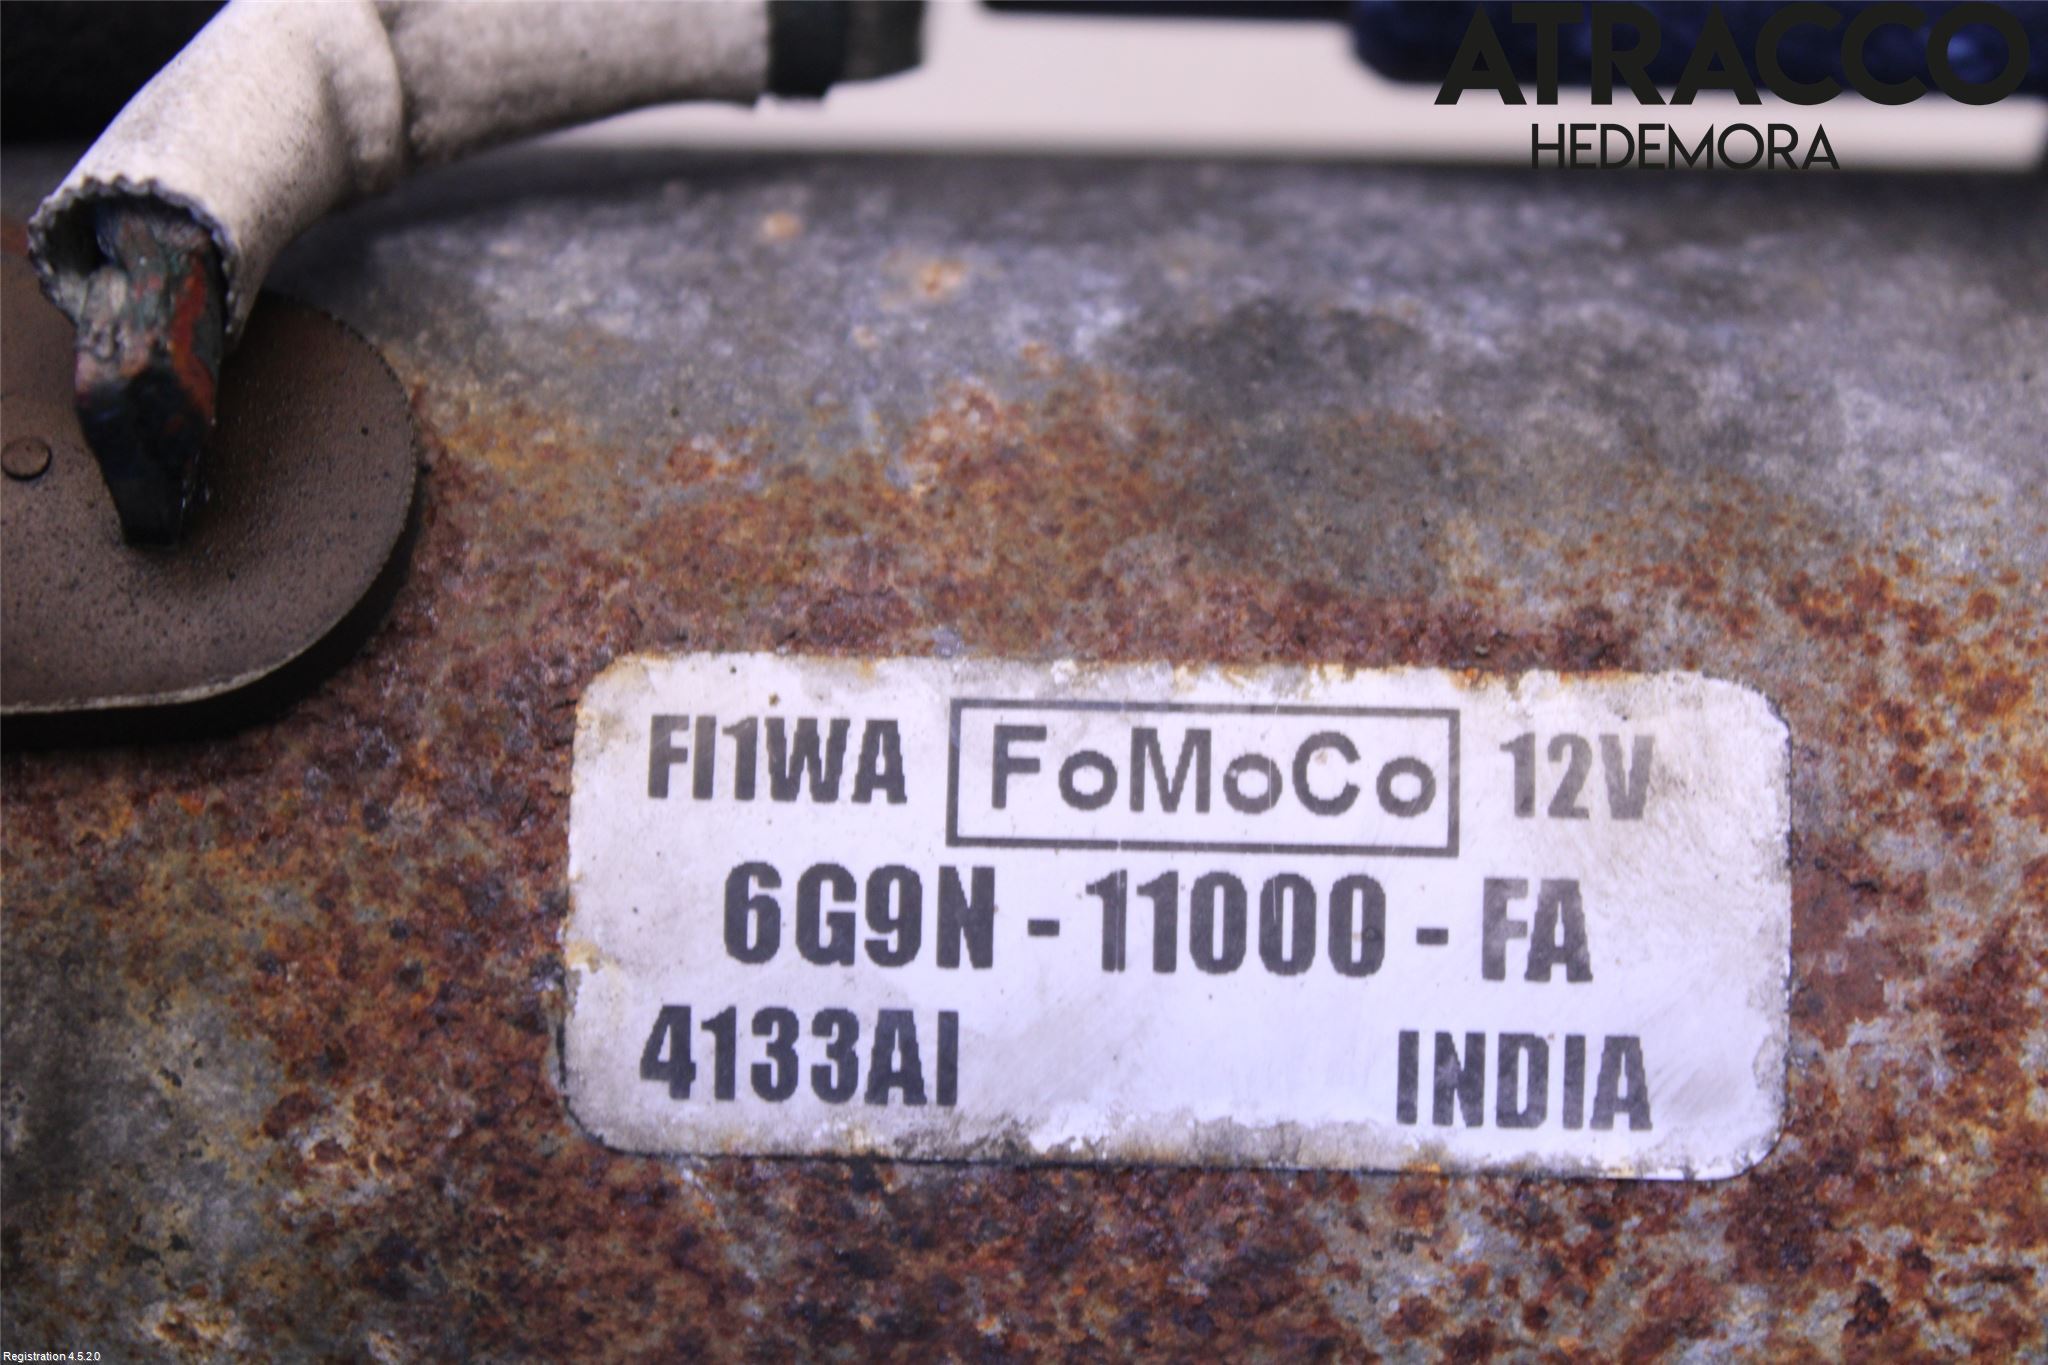 ATRACCO
HEDEMORA
FI1WA FoMoCo 12V
6G9N - 11000 - FA
4133AI INDIA
Registration 4.5.2.0